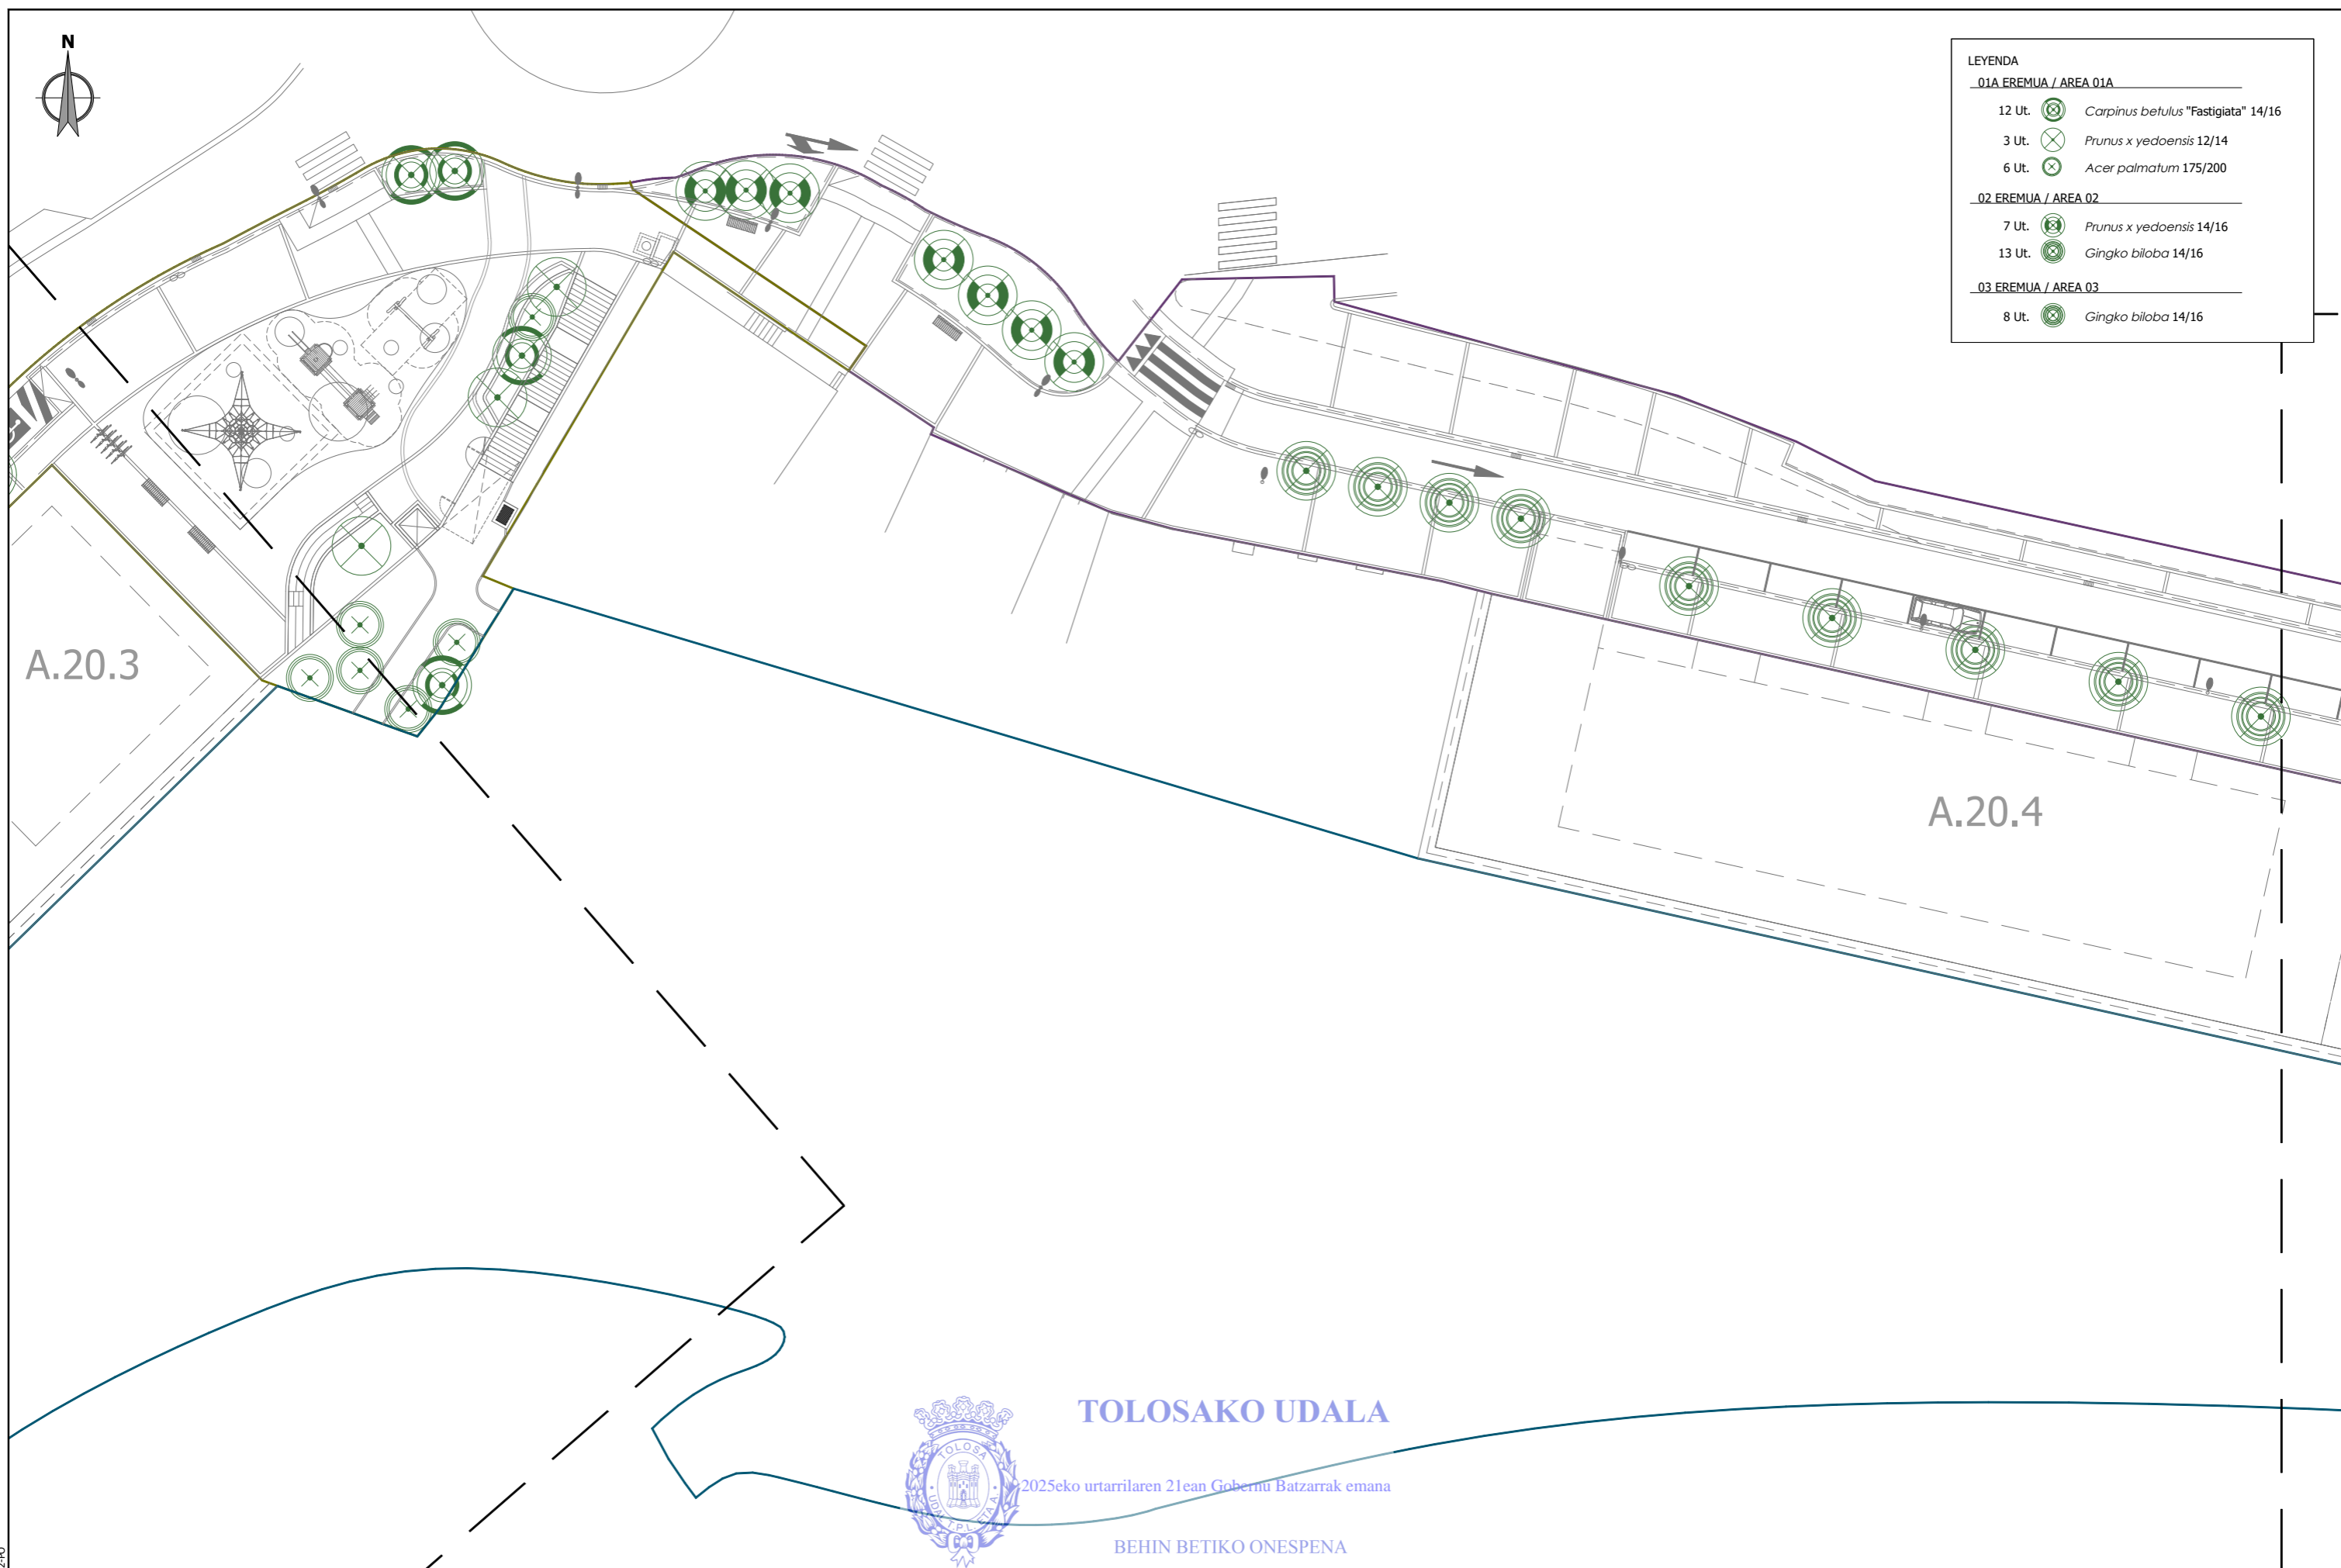 N
LEYENDA
01A EREMUA / AREA 01A
12 Ut. Carpinus betulus "Fastigiata" 14/16
3 Ut. Prunus x yedoensis 12/14
6 Ut. Acer palmatum 175/200
02 EREMUA / AREA 02
7 Ut. Prunus x yedoensis 14/16
13 Ut. Gingko biloba 14/16
03 EREMUA / AREA 03
8 Ut. Gingko biloba 14/16
A.20.3
A.20.4
TOLOSAKO UDALA
TOLOSA
UDAL T.P.L. ETA A.
2025eko urtarrilaren 21ean Gobernu Batzarrak emana
BEHIN BETIKO ONESPENA